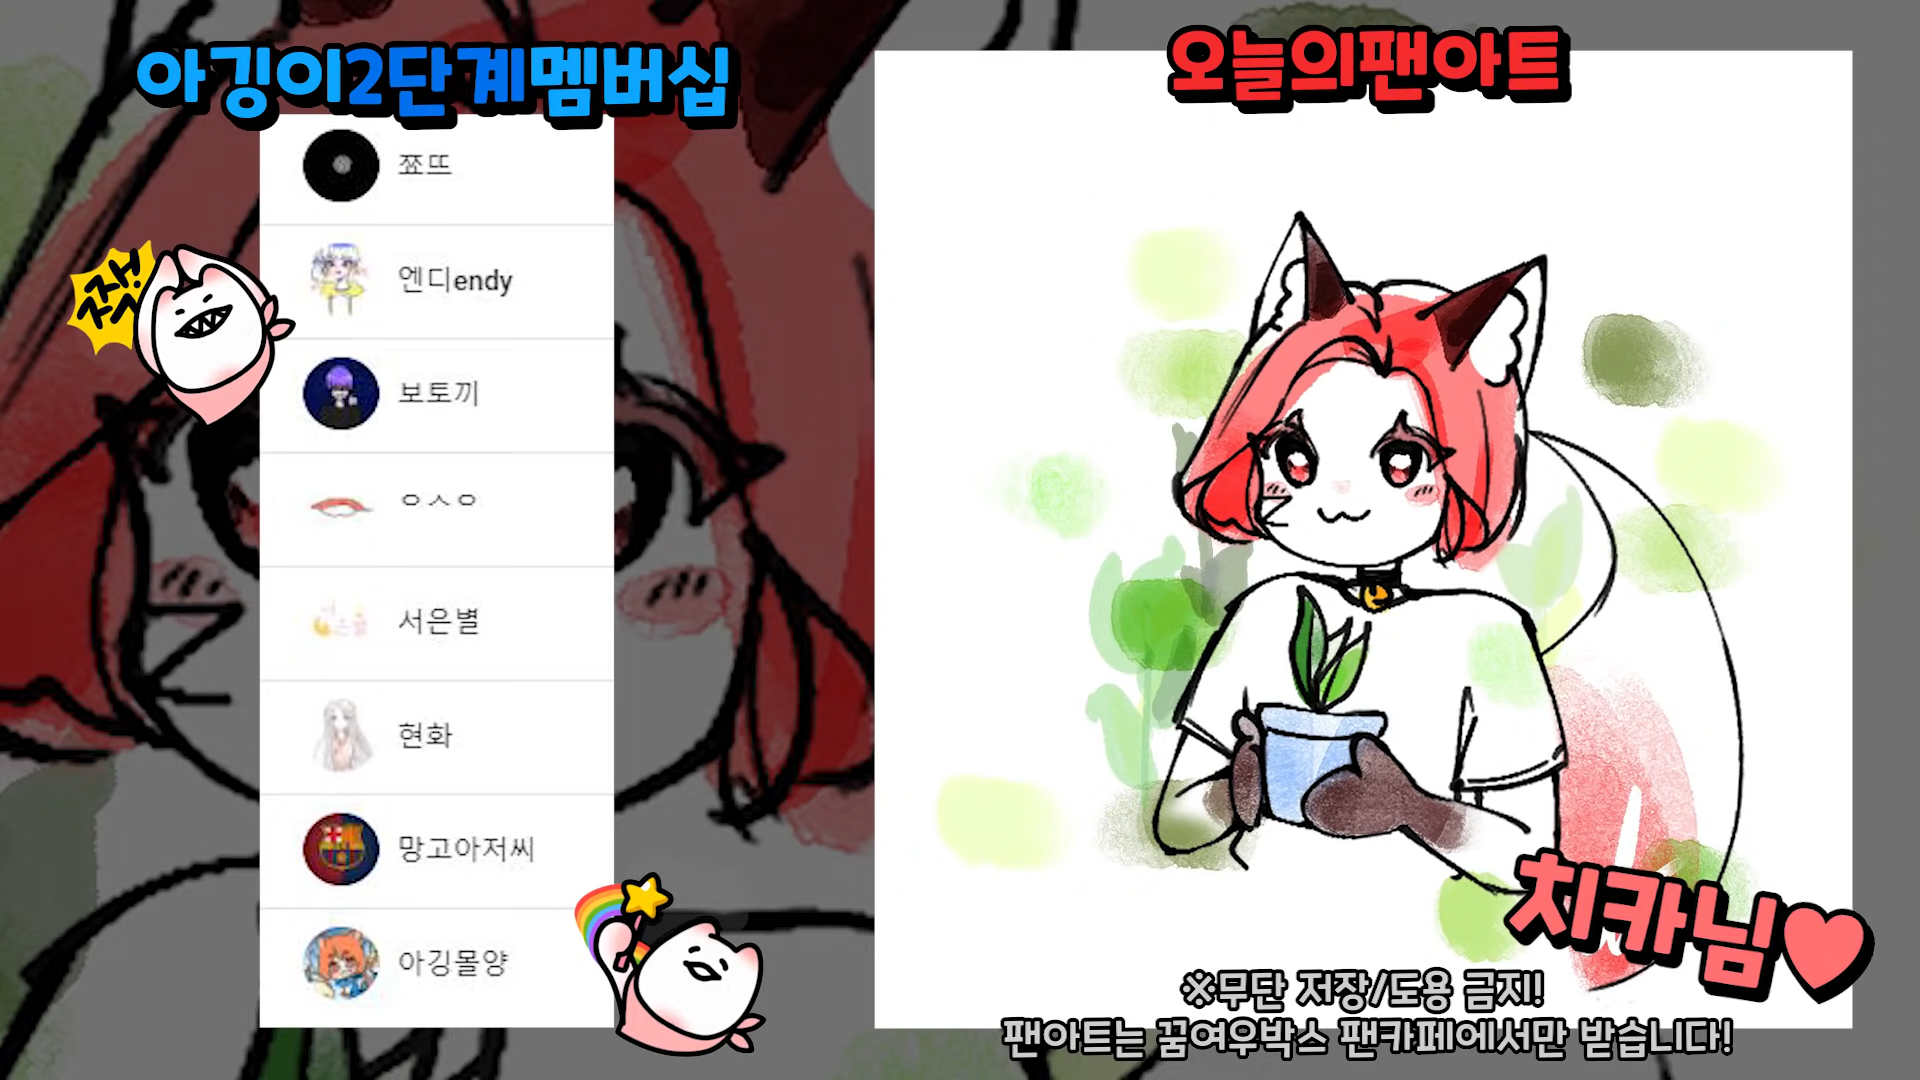 아깅이2단계멤버십
쬬뜨
엔디endy
보토끼
ㅇㅅㅇ
서은별
현화
망고아저씨
아깅몰양
쫙!
오늘의팬아트
치카님♥
※무단 저장/도용 금지!
팬아트는 꿈여우박스 팬카페에서만 받습니다!